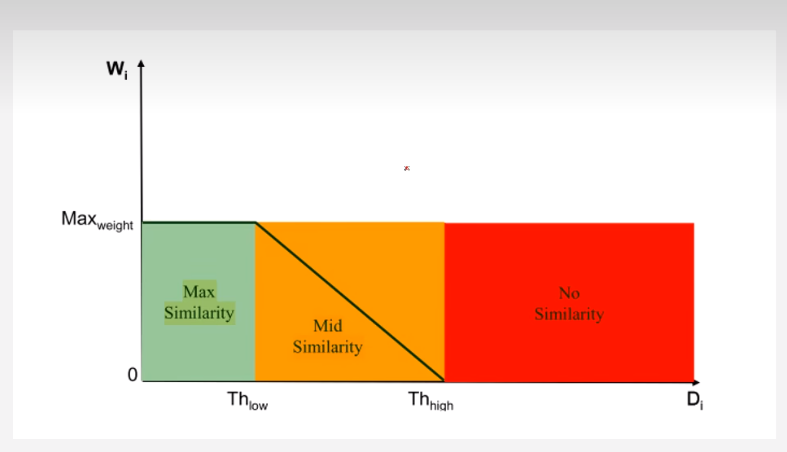 Wi
Maxweight
Max
Similarity
Mid
Similarity
No
Similarity
0
Thlow
Thhigh
Di